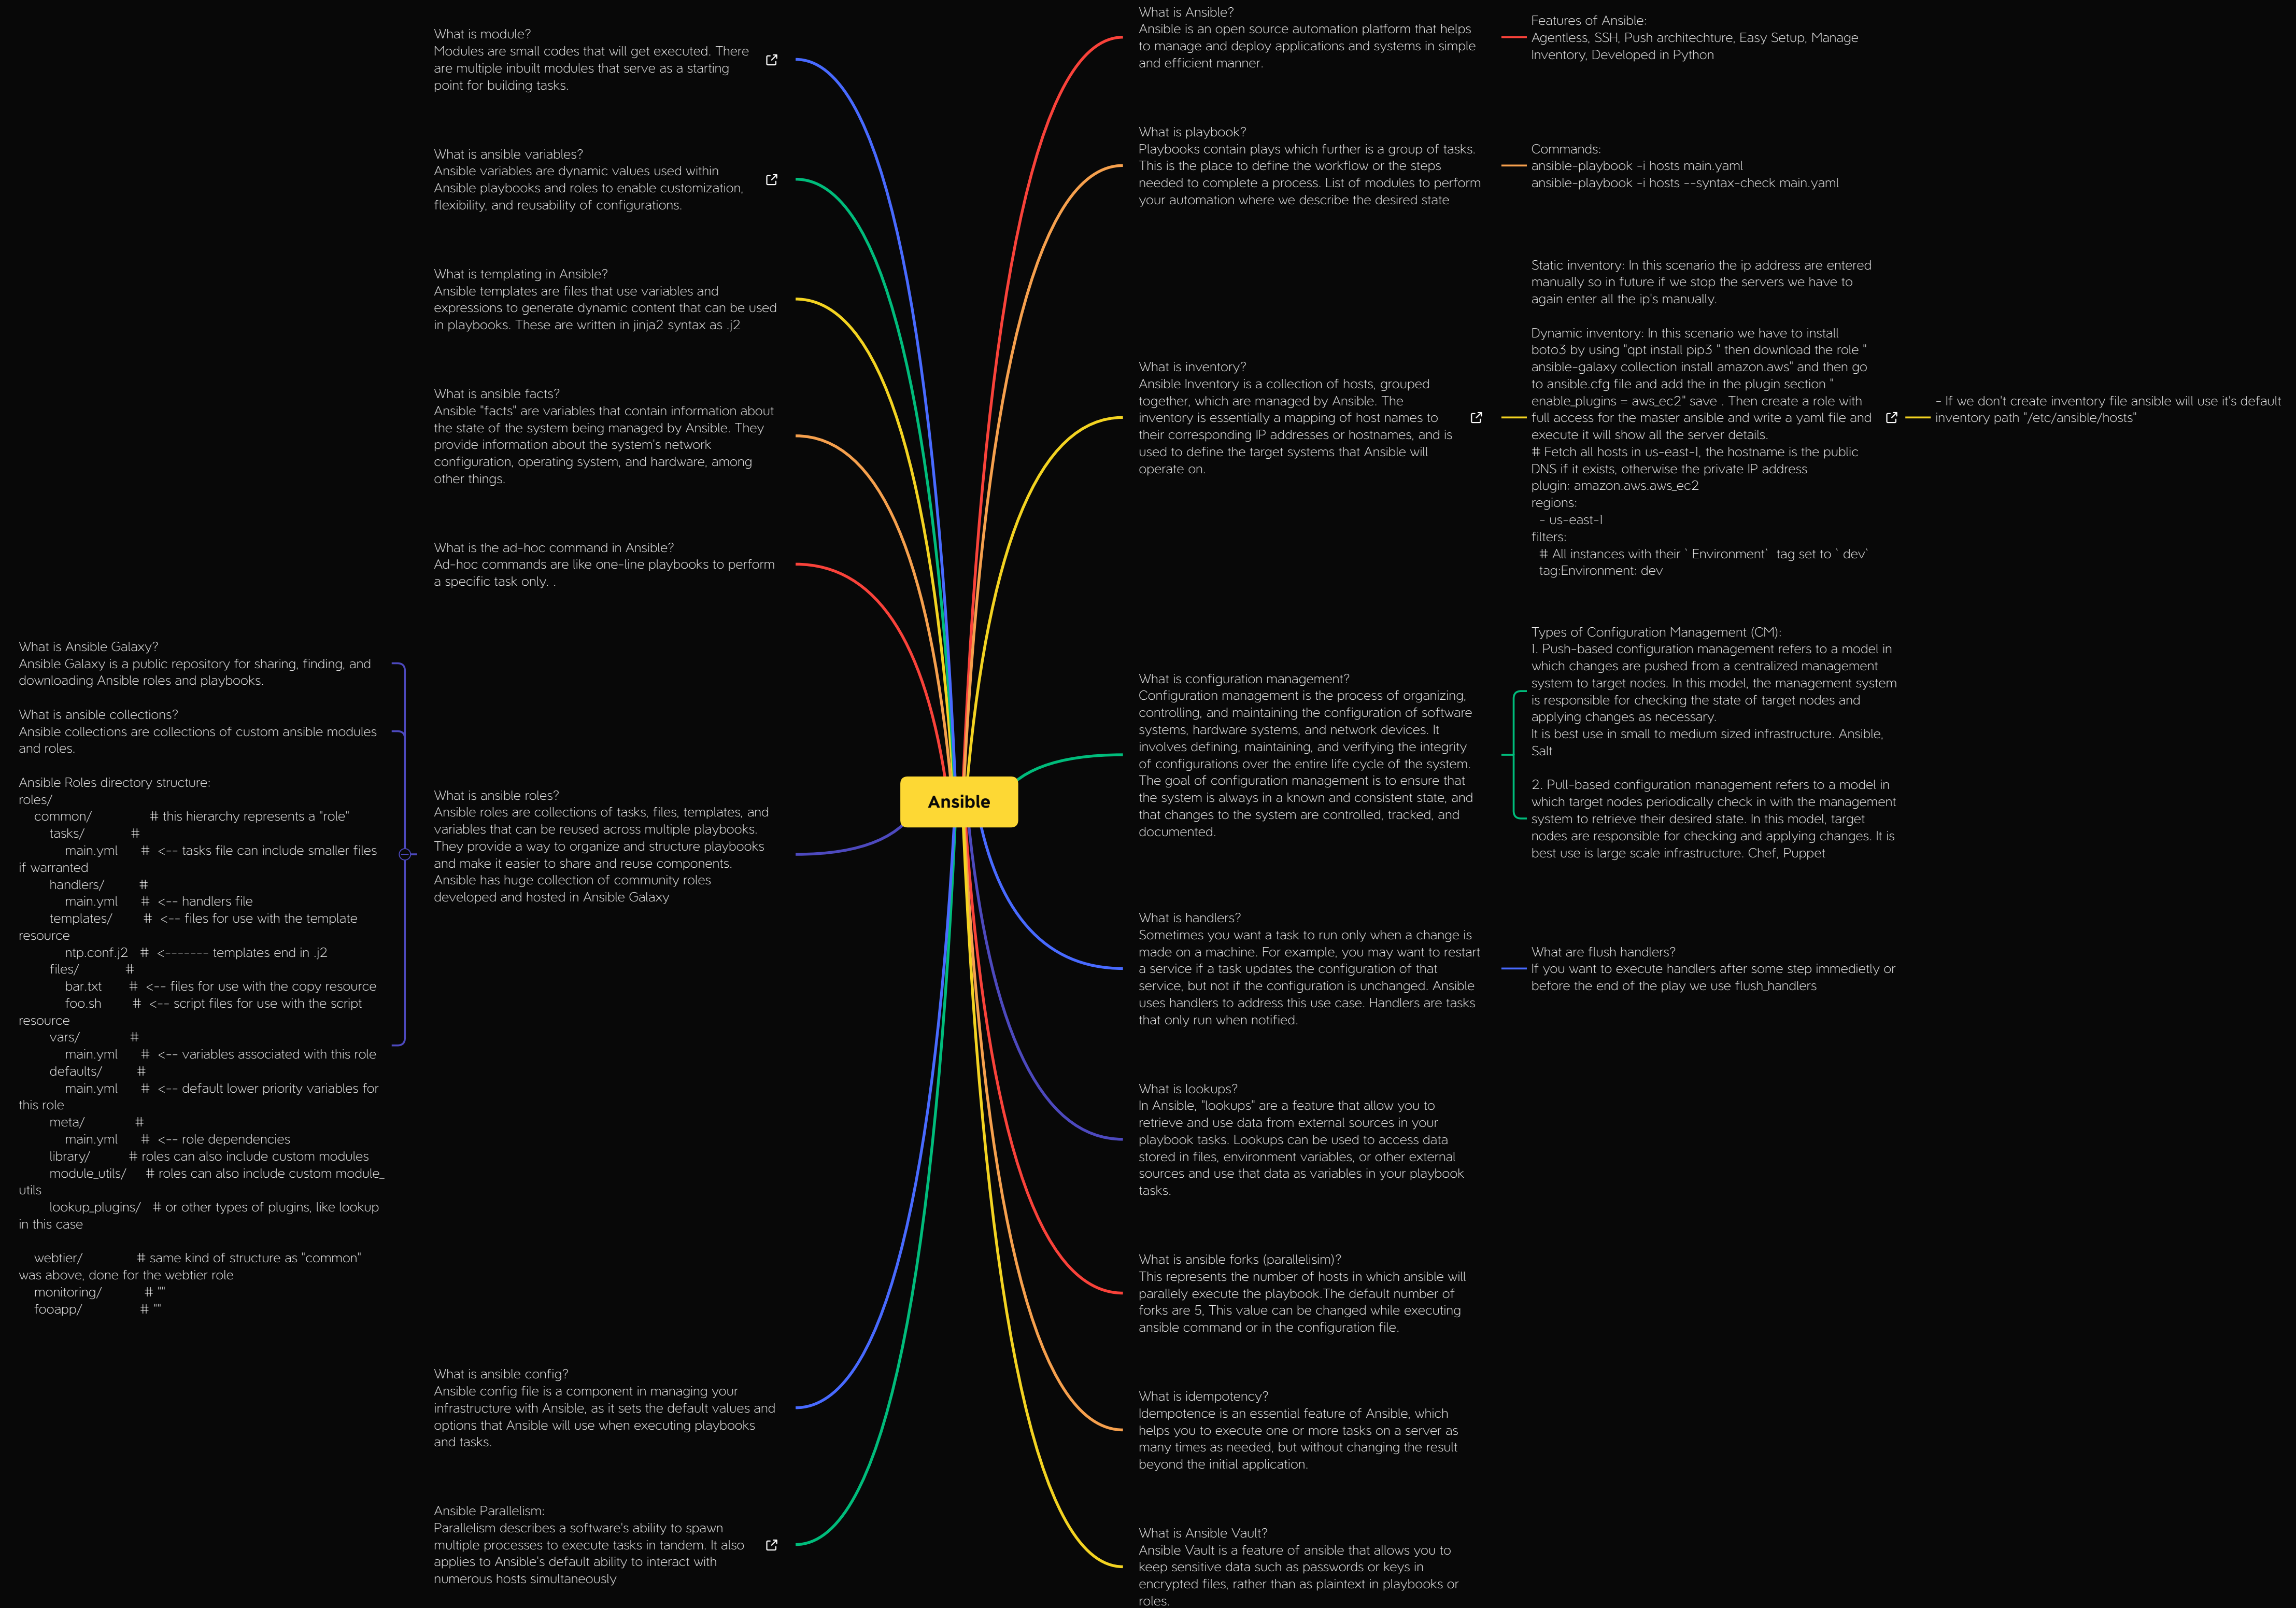 What is module?
Modules are small codes that will get executed. There
are multiple inbuilt modules that serve as a starting
point for building tasks.
What is ansible variables?
Ansible variables are dynamic values used within
Ansible playbooks and roles to enable customization,
flexibility, and reusability of configurations.
What is templating in Ansible?
Ansible templates are files that use variables and
expressions to generate dynamic content that can be used
in playbooks. These are written in jinja2 syntax as .j2
What is ansible facts?
Ansible "facts" are variables that contain information about
the state of the system being managed by Ansible. They
provide information about the system's network
configuration, operating system, and hardware, among
other things.
What is the ad-hoc command in Ansible?
Ad-hoc commands are like one-line playbooks to perform
a specific task only. .
What is Ansible Galaxy?
Ansible Galaxy is a public repository for sharing, finding, and
downloading Ansible roles and playbooks.
What is ansible collections?
Ansible collections are collections of custom ansible modules
and roles.
Ansible Roles directory structure:
roles/
common/ # this hierarchy represents a "role"
tasks/ #
main.yml # <-- tasks file can include smaller files
if warranted
handlers/ #
main.yml # <-- handlers file
templates/ # <-- files for use with the template
resource
ntp.conf.j2 # <------- templates end in .j2
files/ #
bar.txt # <-- files for use with the copy resource
foo.sh # <-- script files for use with the script
resource
vars/ #
main.yml # <-- variables associated with this role
defaults/ #
main.yml # <-- default lower priority variables for
this role
meta/ #
main.yml # <-- role dependencies
library/ # roles can also include custom modules
module_utils/ # roles can also include custom module_
utils
lookup_plugins/ # or other types of plugins, like lookup
in this case
webtier/ # same kind of structure as "common"
was above, done for the webtier role
monitoring/ # ""
fooapp/ # ""
What is ansible roles?
Ansible roles are collections of tasks, files, templates, and
variables that can be reused across multiple playbooks.
They provide a way to organize and structure playbooks
and make it easier to share and reuse components.
Ansible has huge collection of community roles
developed and hosted in Ansible Galaxy
What is ansible config?
Ansible config file is a component in managing your
infrastructure with Ansible, as it sets the default values and
options that Ansible will use when executing playbooks
and tasks.
Ansible Parallelism:
Parallelism describes a software's ability to spawn
multiple processes to execute tasks in tandem. It also
applies to Ansible's default ability to interact with
numerous hosts simultaneously
Ansible
What is Ansible?
Ansible is an open source automation platform that helps
to manage and deploy applications and systems in simple
and efficient manner.
Features of Ansible:
Agentless, SSH, Push architechture, Easy Setup, Manage
Inventory, Developed in Python
What is playbook?
Playbooks contain plays which further is a group of tasks.
This is the place to define the workflow or the steps
needed to complete a process. List of modules to perform
your automation where we describe the desired state
Commands:
ansible-playbook -i hosts main.yaml
ansible-playbook -i hosts --syntax-check main.yaml
What is inventory?
Ansible Inventory is a collection of hosts, grouped
together, which are managed by Ansible. The
inventory is essentially a mapping of host names to
their corresponding IP addresses or hostnames, and is
used to define the target systems that Ansible will
operate on.
Static inventory: In this scenario the ip address are entered
manually so in future if we stop the servers we have to
again enter all the ip's manually.
Dynamic inventory: In this scenario we have to install
boto3 by using "qpt install pip3 " then download the role "
ansible-galaxy collection install amazon.aws" and then go
to ansible.cfg file and add the in the plugin section "
enable_plugins = aws_ec2" save . Then create a role with
full access for the master ansible and write a yaml file and
execute it will show all the server details.
# Fetch all hosts in us-east-1, the hostname is the public
DNS if it exists, otherwise the private IP address
plugin: amazon.aws.aws_ec2
regions:
- us-east-1
filters:
# All instances with their `Environment` tag set to `dev`
tag:Environment: dev
- If we don't create inventory file ansible will use it's default
inventory path "/etc/ansible/hosts"
What is configuration management?
Configuration management is the process of organizing,
controlling, and maintaining the configuration of software
systems, hardware systems, and network devices. It
involves defining, maintaining, and verifying the integrity
of configurations over the entire life cycle of the system.
The goal of configuration management is to ensure that
the system is always in a known and consistent state, and
that changes to the system are controlled, tracked, and
documented.
Types of Configuration Management (CM):
1. Push-based configuration management refers to a model in
which changes are pushed from a centralized management
system to target nodes. In this model, the management system
is responsible for checking the state of target nodes and
applying changes as necessary.
It is best use in small to medium sized infrastructure. Ansible,
Salt
2. Pull-based configuration management refers to a model in
which target nodes periodically check in with the management
system to retrieve their desired state. In this model, target
nodes are responsible for checking and applying changes. It is
best use is large scale infrastructure. Chef, Puppet
What is handlers?
Sometimes you want a task to run only when a change is
made on a machine. For example, you may want to restart
a service if a task updates the configuration of that
service, but not if the configuration is unchanged. Ansible
uses handlers to address this use case. Handlers are tasks
that only run when notified.
What are flush handlers?
If you want to execute handlers after some step immedietly or
before the end of the play we use flush_handlers
What is lookups?
In Ansible, "lookups" are a feature that allow you to
retrieve and use data from external sources in your
playbook tasks. Lookups can be used to access data
stored in files, environment variables, or other external
sources and use that data as variables in your playbook
tasks.
What is ansible forks (parallelisim)?
This represents the number of hosts in which ansible will
parallely execute the playbook.The default number of
forks are 5, This value can be changed while executing
ansible command or in the configuration file.
What is idempotency?
Idempotence is an essential feature of Ansible, which
helps you to execute one or more tasks on a server as
many times as needed, but without changing the result
beyond the initial application.
What is Ansible Vault?
Ansible Vault is a feature of ansible that allows you to
keep sensitive data such as passwords or keys in
encrypted files, rather than as plaintext in playbooks or
roles.